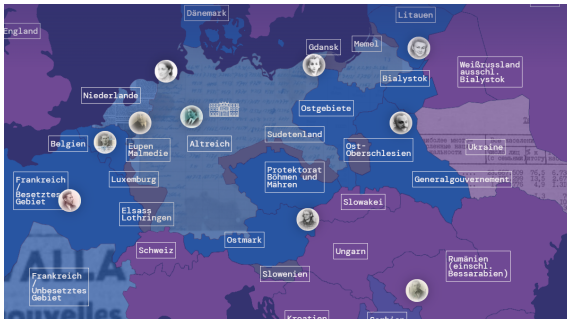 Dänemark
Litauen
England
Gdansk
Memel
Weißrussland
ausschl.
Bialystok
Bialystok
Niederlande
Ostgebiete
Belgien
Eupen
Malmedie
Altreich
Sudetenland
Ost-
Oberschlesien
Ukraine
Frankreich
/
Besetztes
Gebiet
Luxemburg
Protektorat
Böhmen und
Mähren
Generalgouvernement
Elsass
Lothringen
Slowakei
Schweiz
Ostmark
Ungarn
Rumänien
(einschl.
Bessarabien)
Frankreich
/
Unbesetztes
Gebiet
Slowenien
Kroatien
Serbien